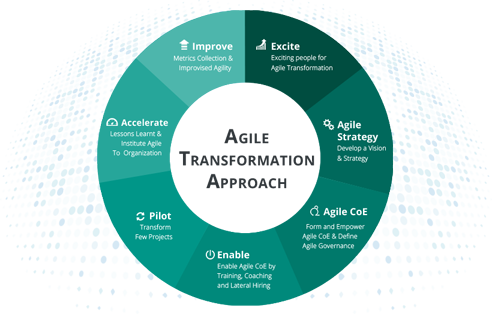 AGILE
TRANSFORMATION
APPROACH
Excite
Exciting people for
Agile Transformation
Agile
Strategy
Develop a Vision
& Strategy
Agile CoE
Form and Empower
Agile CoE & Define
Agile Governance
Enable
Enable Agile CoE by
Training, Coaching
and Lateral Hiring
Pilot
Transform
Few Projects
Accelerate
Lessons Learnt &
Institute Agile
To Organization
Improve
Metrics Collection &
Improvised Agility